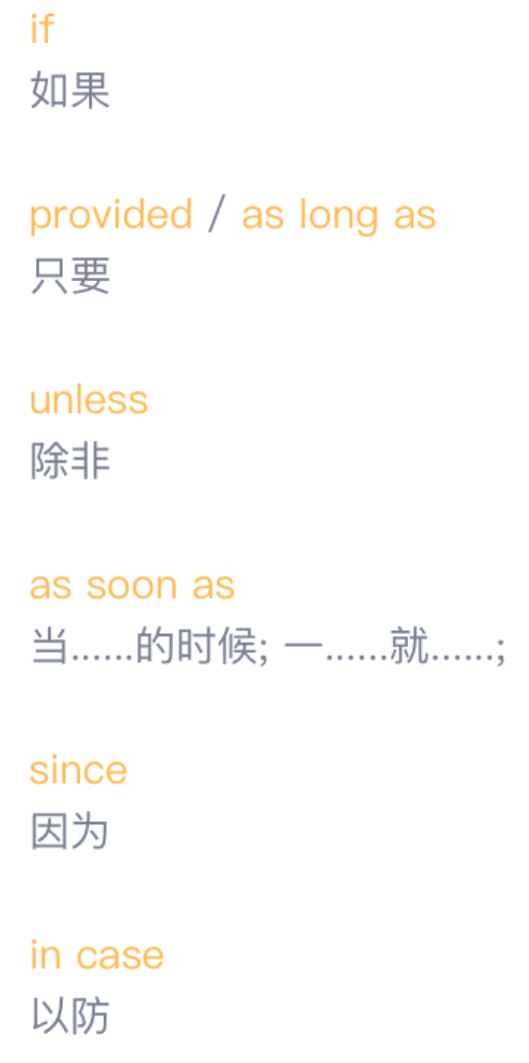 if
如果
provided / as long as
只要
unless
除非
as soon as
当......的时候; 一......就......;
since
因为
in case
以防